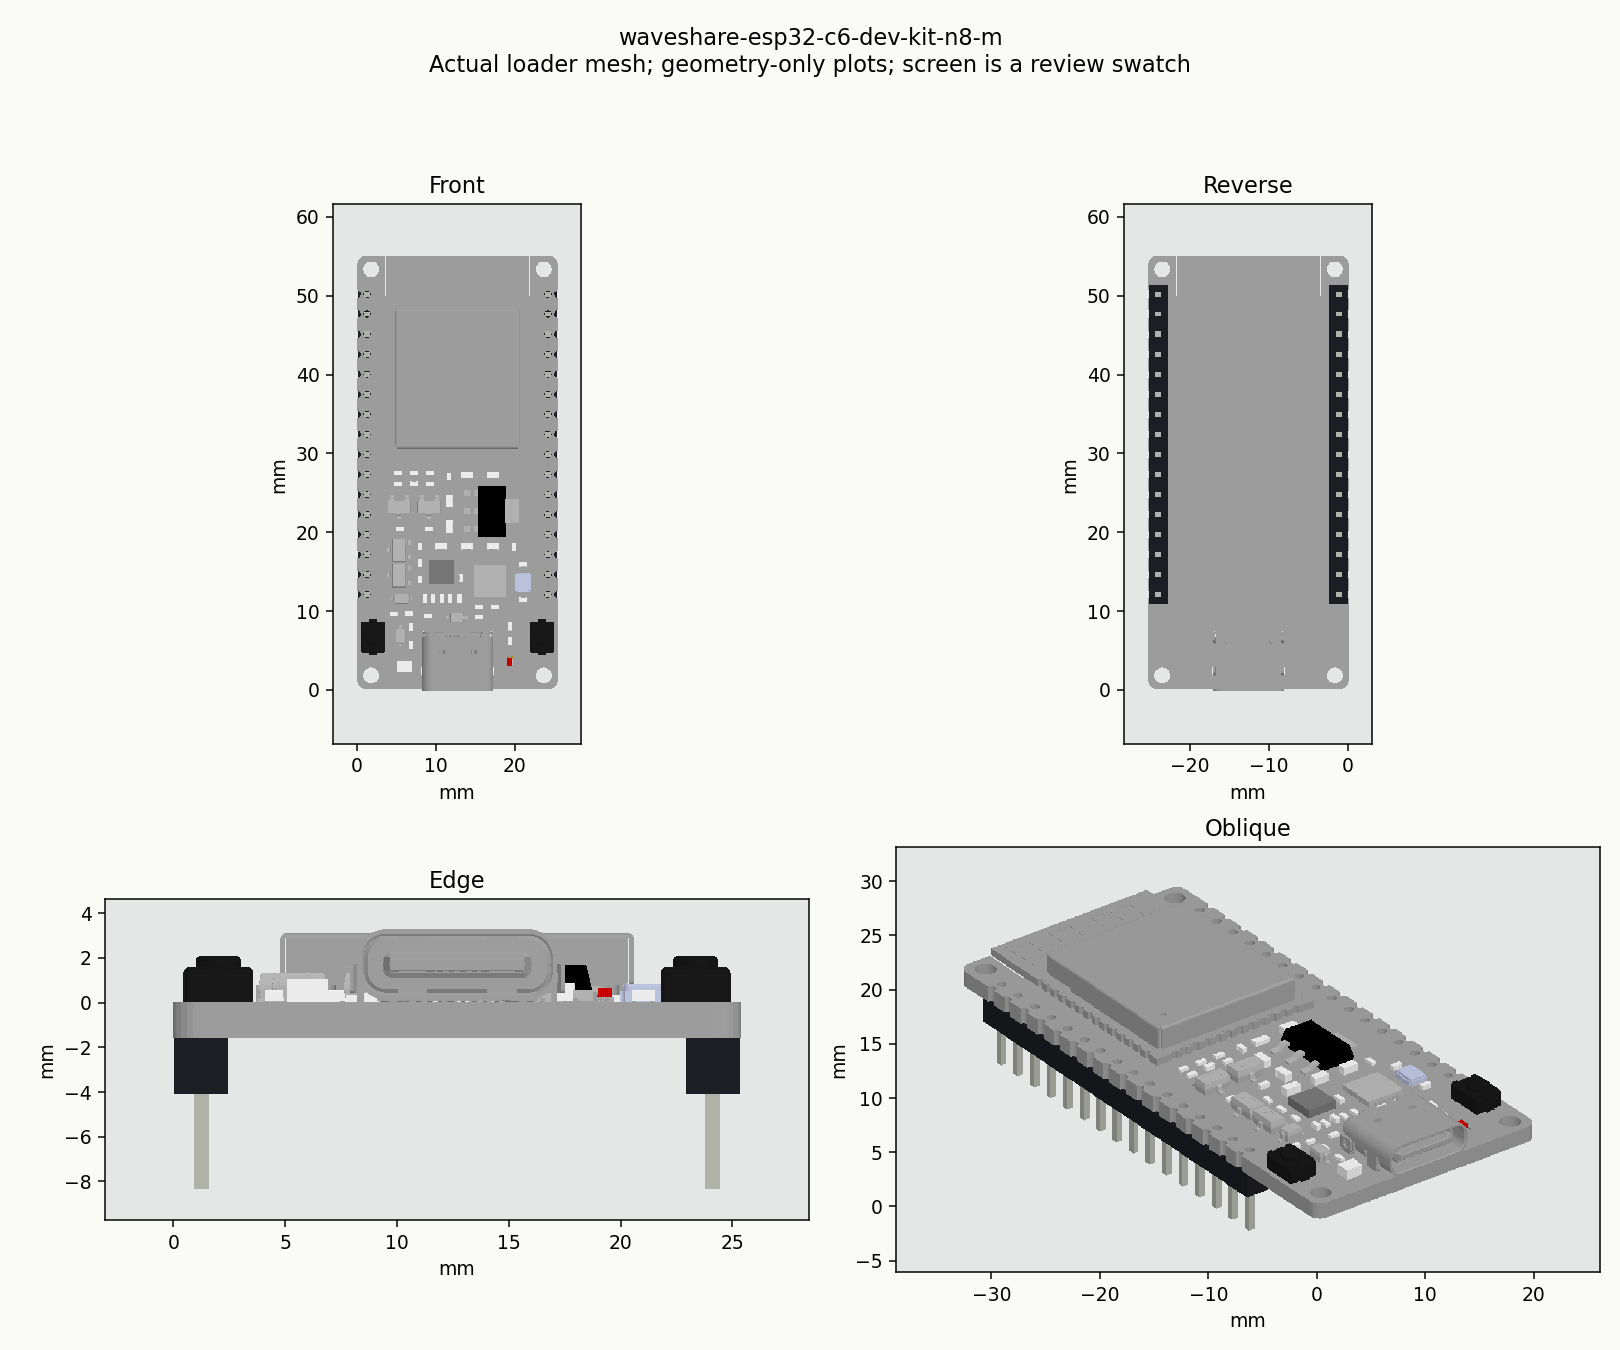 waveshare-esp32-c6-dev-kit-n8-m
Actual loader mesh; geometry-only plots; screen is a review swatch
Front
60
50
40
30
20
10
0
mm
0 10 20
mm
Reverse
60
50
40
30
20
10
0
mm
−20 −10 0
mm
Edge
4
2
0
−2
−4
−6
−8
mm
0 5 10 15 20 25
mm
Oblique
30
25
20
15
10
5
0
−5
mm
−30 −20 −10 0 10 20
mm